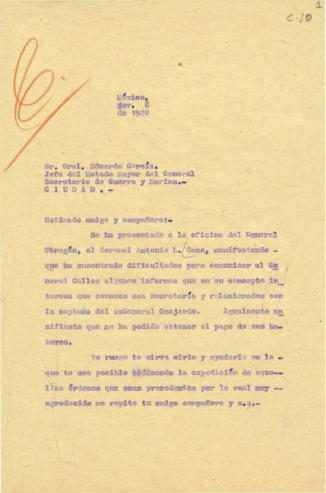 1
C-10
México,
Nov. 6
de 1920
Sr. Gral. Eduardo García.
Jefe del Estado Mayor del General
Secretario de Guerra y Marina.-
C I U D A D .-
Estimado amigo y compañero:-
Se ha presentado a la oficina del General
Obregón, el Coronel Antonio L. Cano, manifestando -
que ha encontrado dificultades para comunicar al Ge
neral Calles algunos informes que en su concepto in
teresa que conozca esa Secretaría y relacionados con
la captura del exGeneral Guajardo. Igualmente ma
nifiesta que no ha podido obtener el pago de sus ha
beres.
Te ruego te sirva oirlo y ayudarlo en lo -
que te sea posible ordenando la expedición de aque-
llas órdenes que sean procedentes por lo cual muy --
agradecido me repito tu amigo compañero y s.s.-